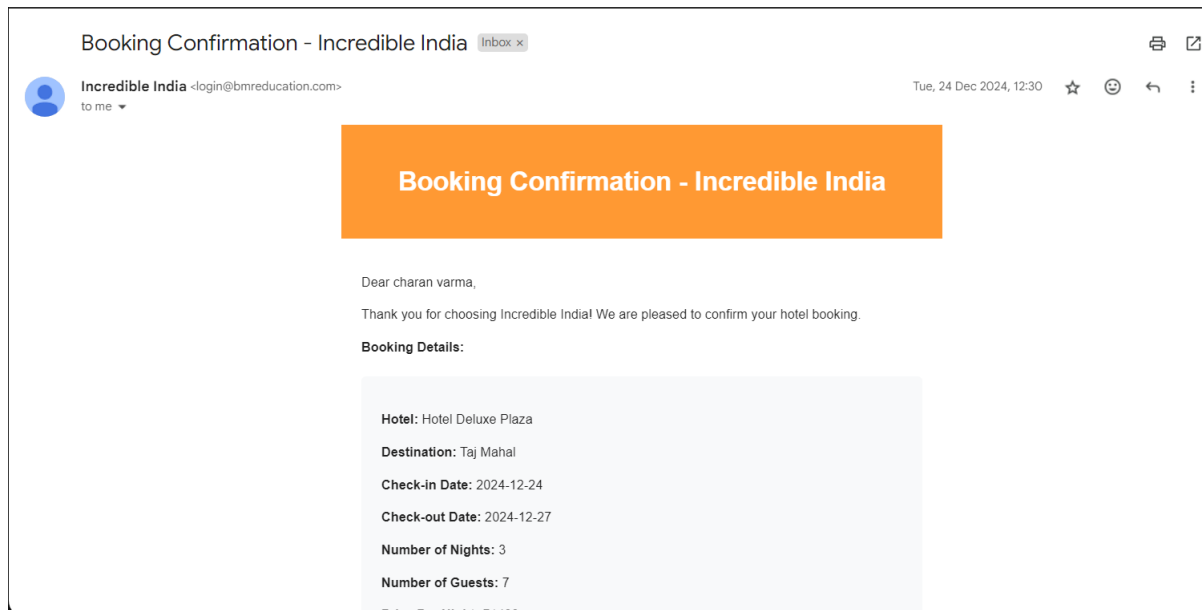 Booking Confirmation - Incredible India Inbox ×
Incredible India <login@bmreducation.com> Tue, 24 Dec 2024, 12:30
to me
Booking Confirmation - Incredible India
Dear charan varma,
Thank you for choosing Incredible India! We are pleased to confirm your hotel booking.
Booking Details:
Hotel: Hotel Deluxe Plaza
Destination: Taj Mahal
Check-in Date: 2024-12-24
Check-out Date: 2024-12-27
Number of Nights: 3
Number of Guests: 7